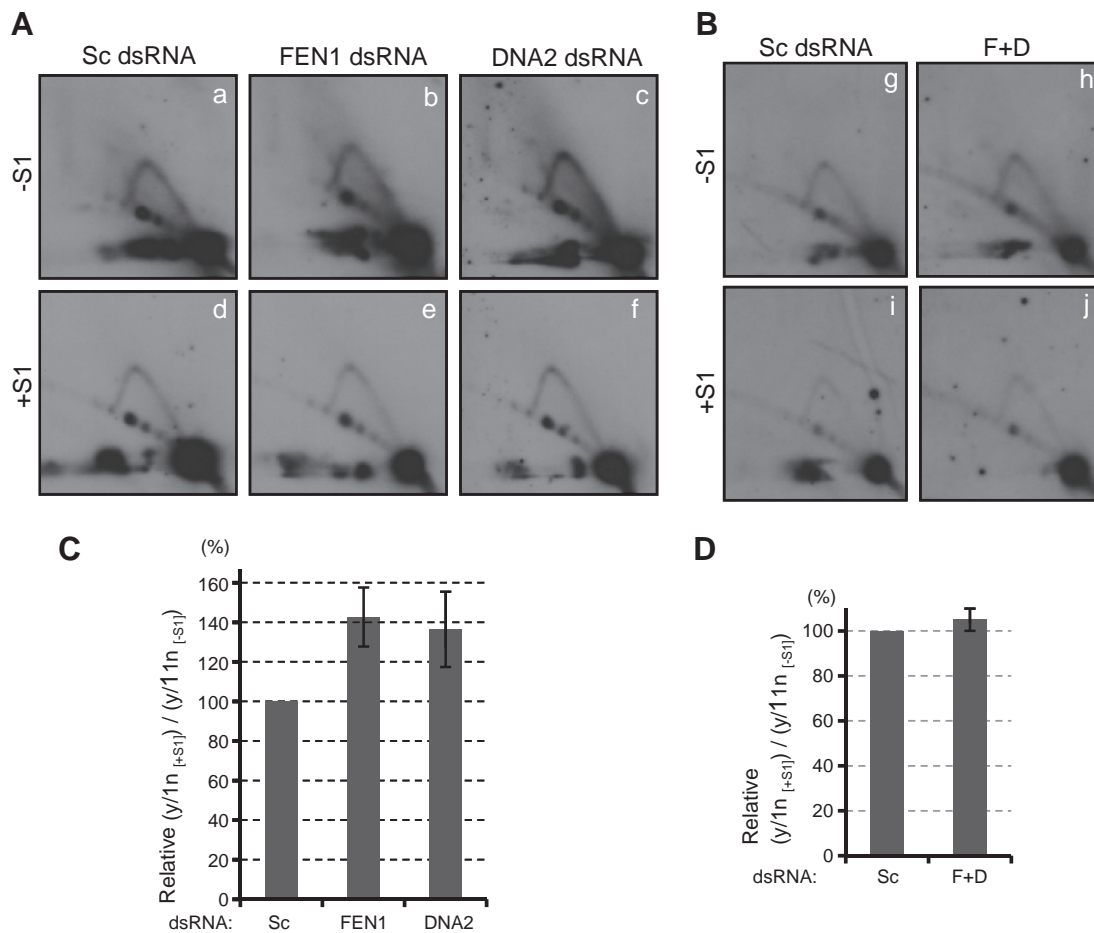 A
Sc dsRNA FEN1 dsRNA DNA2 dsRNA
-S1
a b c
+S1
d e f
B
Sc dsRNA F+D
-S1
g h
+S1
i j
C
(%)
Relative (y/1n [+S1]) / (y/11n [-S1])
160
140
120
100
80
60
40
20
0
dsRNA: Sc FEN1 DNA2
D
(%)
Relative
(y/1n [+S1]) / (y/11n [-S1])
100
80
60
40
20
0
dsRNA: Sc F+D